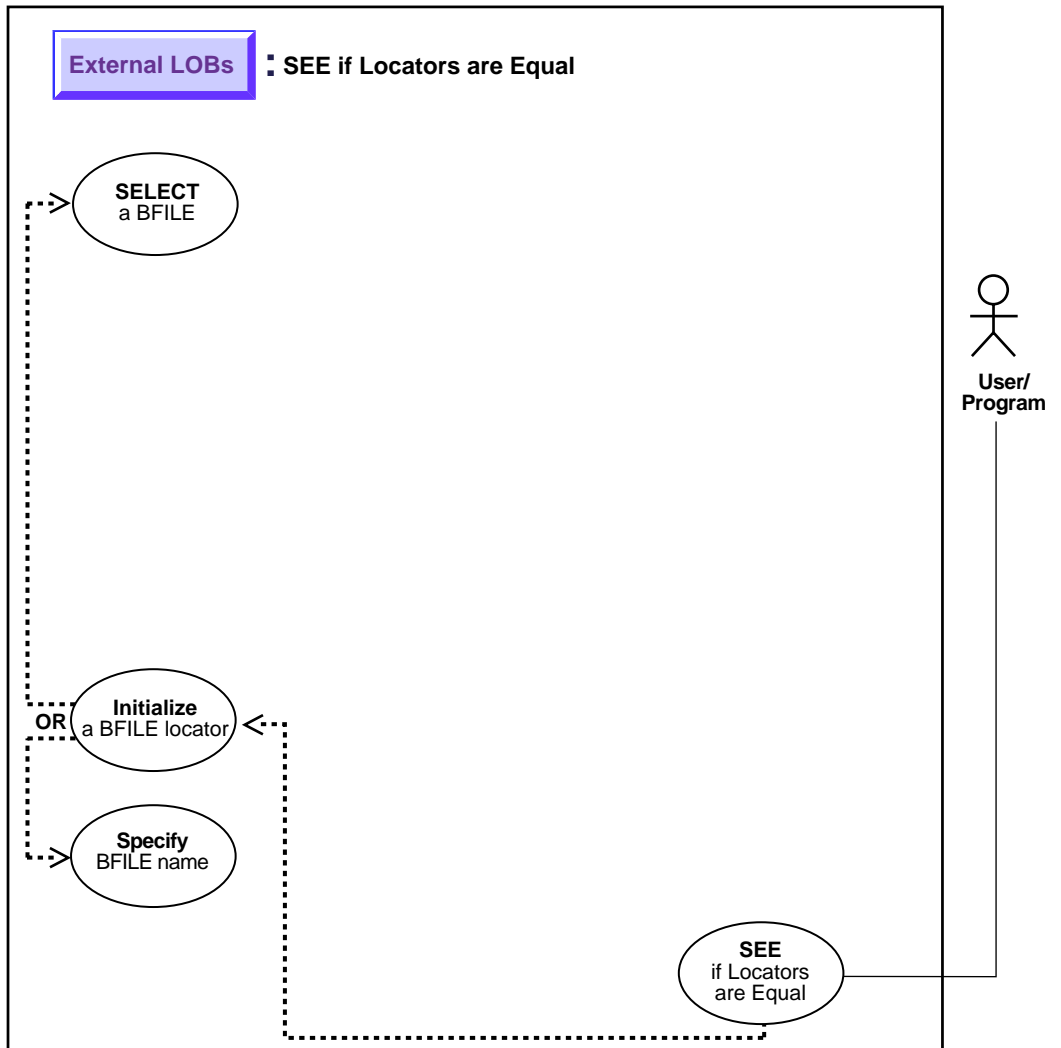 External LOBs : SEE if Locators are Equal
SELECT
a BFILE
User/
Program
Initialize
OR a BFILE locator
Specify
BFILE name
SEE
if Locators
are Equal